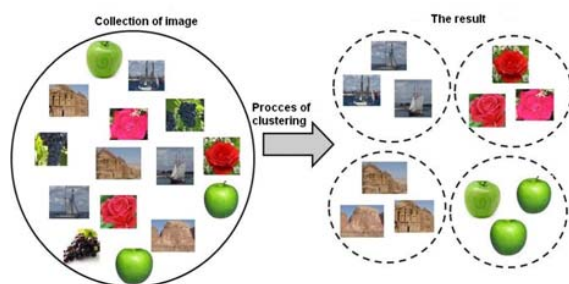 Collection of image
The result
Procces of
clustering